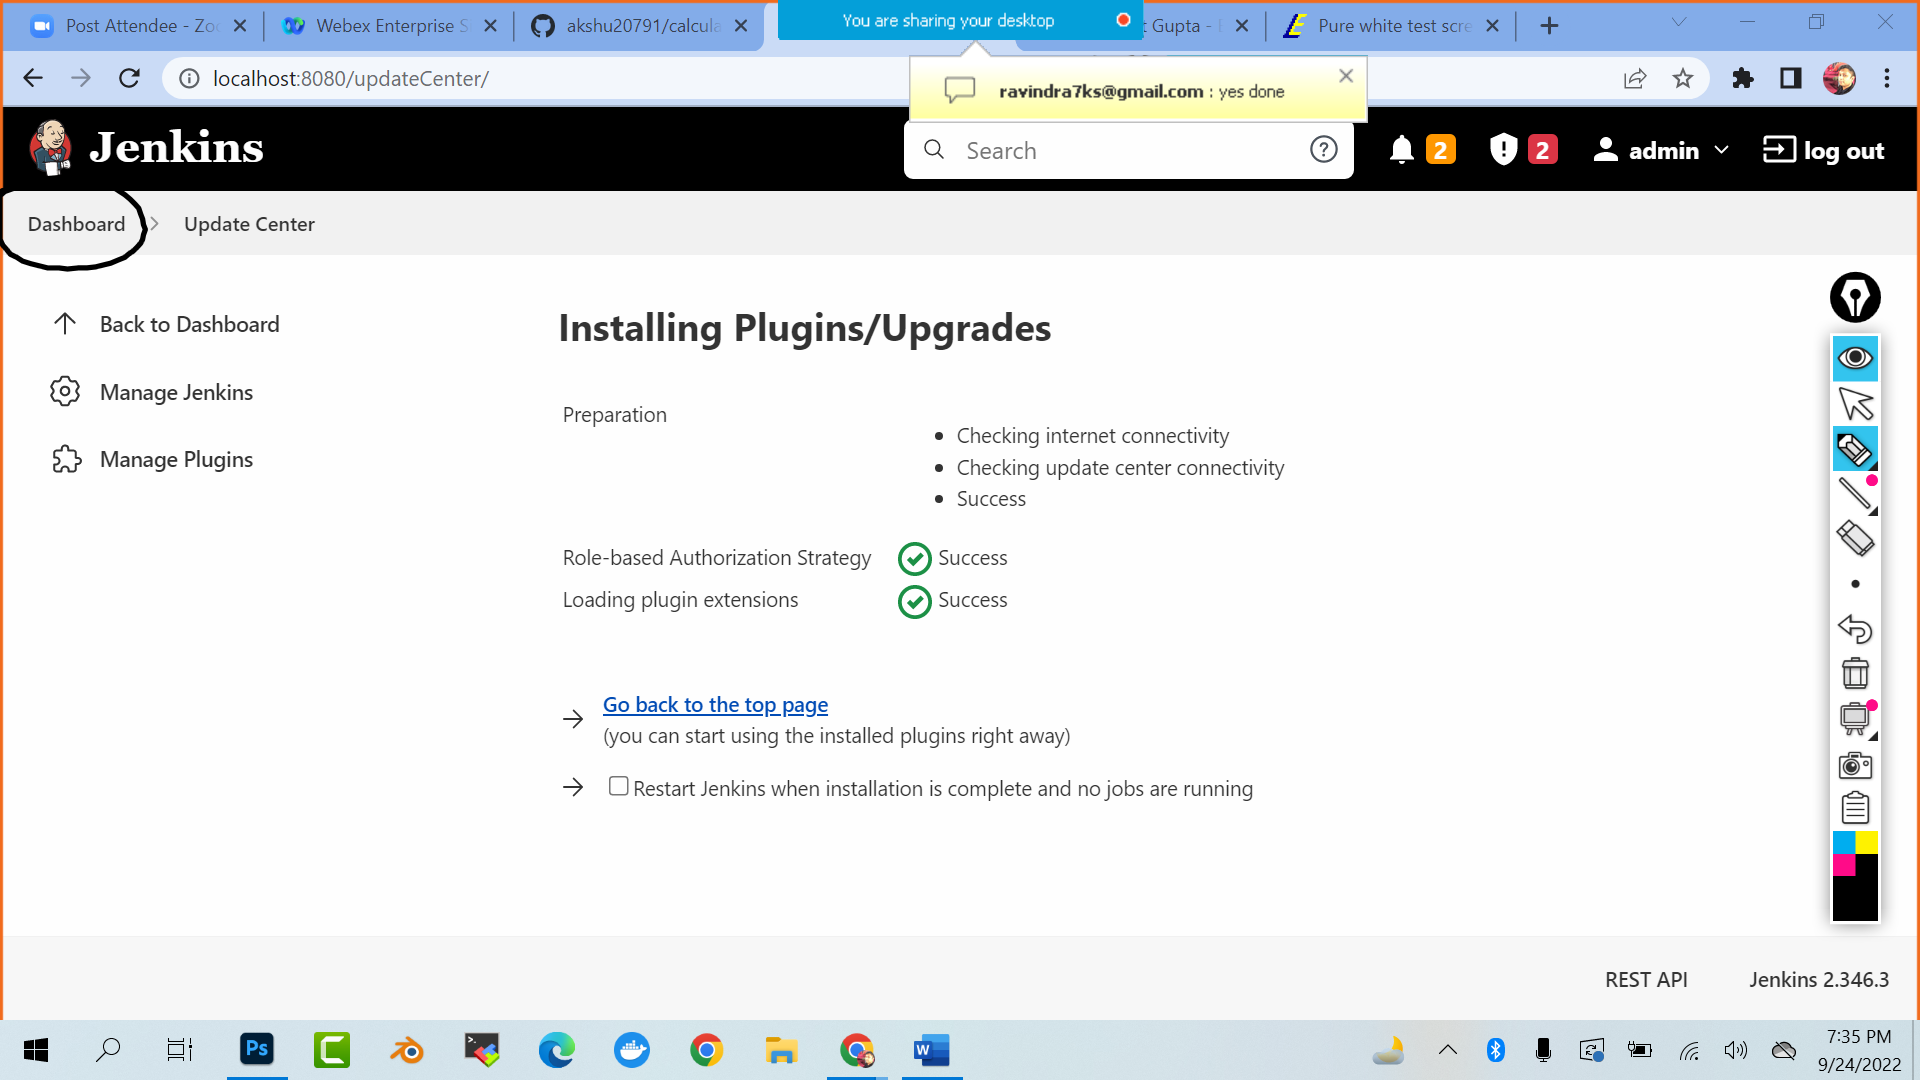 Post Attendee - Zoo
Webex Enterprise S
akshu20791/calcula
You are sharing your desktop
t Gupta -
Pure white test scre
localhost:8080/updateCenter/
ravindra7ks@gmail.com : yes done
Jenkins
Search
2
2
admin
log out
Dashboard
Update Center
Back to Dashboard
Manage Jenkins
Manage Plugins
Installing Plugins/Upgrades
Preparation
Checking internet connectivity
Checking update center connectivity
Success
Role-based Authorization Strategy Success
Loading plugin extensions Success
Go back to the top page
(you can start using the installed plugins right away)
Restart Jenkins when installation is complete and no jobs are running
REST API
Jenkins 2.346.3
Ps
W
7:35 PM
9/24/2022